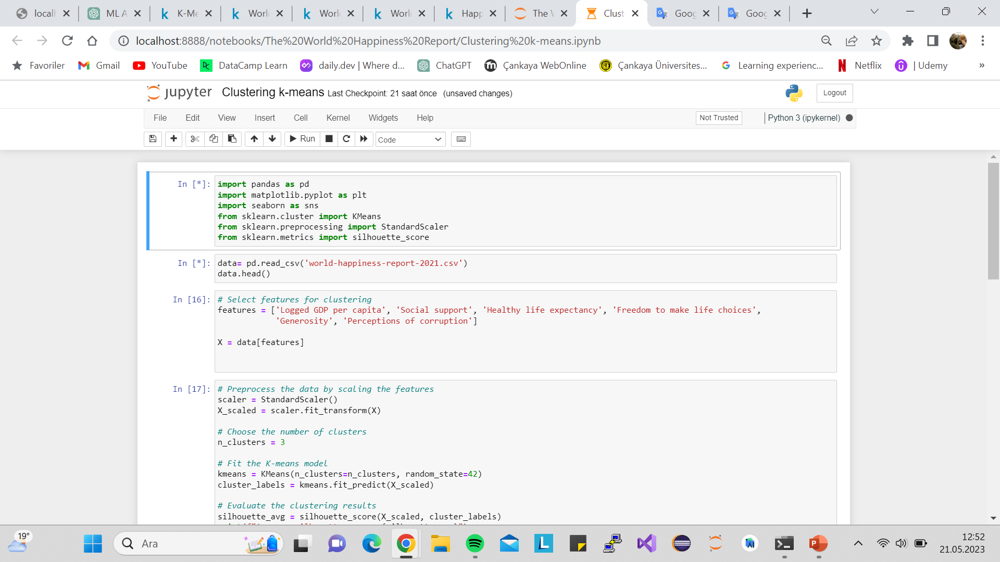 locall
ML A
K-Me
Worl
Worl
Worl
Happ
The W
Clust
Goog
Goog
localhost:8888/notebooks/The%20World%20Happiness%20Report/Clustering%20k-means.ipynb
Favoriler Gmail YouTube DataCamp Learn daily.dev | Where d... ChatGPT Çankaya WebOnline Çankaya Üniversites... Learning experienc... Netflix | Udemy »
jupyter Clustering k-means Last Checkpoint: 21 saat önce (unsaved changes) Logout
File Edit View Insert Cell Kernel Widgets Help Not Trusted Python 3 (ipykernel)
Run Code
In [*]: import pandas as pd
import matplotlib.pyplot as plt
import seaborn as sns
from sklearn.cluster import KMeans
from sklearn.preprocessing import StandardScaler
from sklearn.metrics import silhouette_score
In [*]: data= pd.read_csv('world-happiness-report-2021.csv')
data.head()
In [16]: # Select features for clustering
features = ['Logged GDP per capita', 'Social support', 'Healthy life expectancy', 'Freedom to make life choices',
'Generosity', 'Perceptions of corruption']
X = data[features]
In [17]: # Preprocess the data by scaling the features
scaler = StandardScaler()
X_scaled = scaler.fit_transform(X)
# Choose the number of clusters
n_clusters = 3
# Fit the K-means model
kmeans = KMeans(n_clusters=n_clusters, random_state=42)
cluster_labels = kmeans.fit_predict(X_scaled)
# Evaluate the clustering results
silhouette_avg = silhouette_score(X_scaled, cluster_labels)
19°
Ara
12:52
21.05.2023